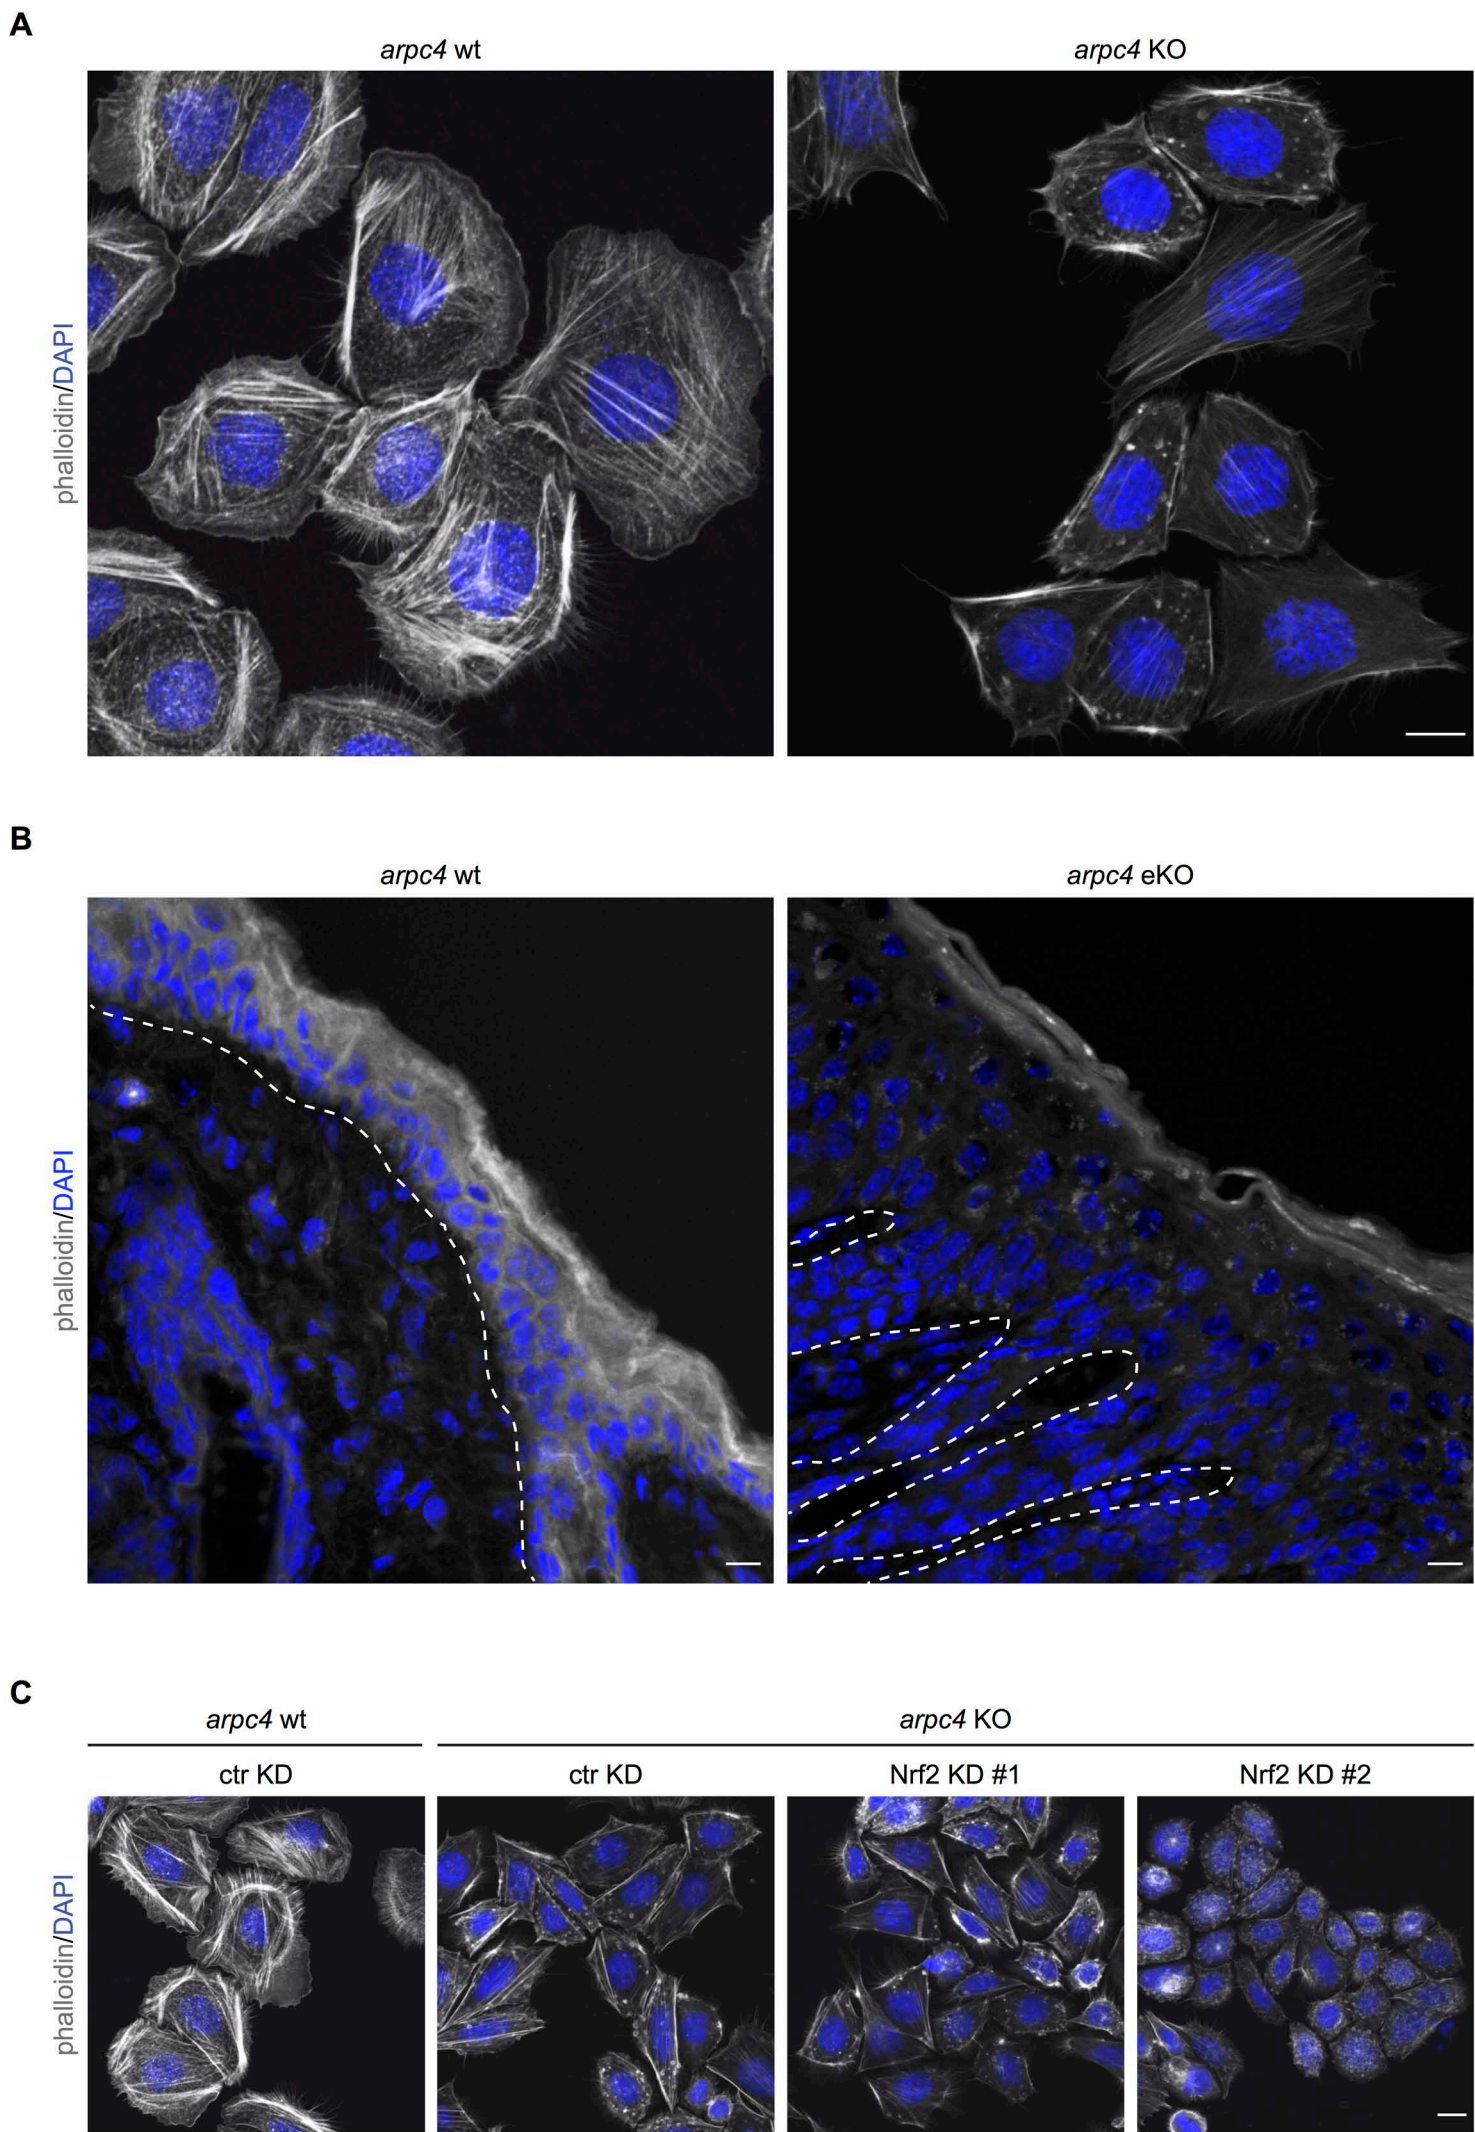 A
arpc4 wt
arpc4 KO
phalloidin/DAPI
B
arpc4 wt
arpc4 eKO
phalloidin/DAPI
C
arpc4 wt
arpc4 KO
ctr KD
ctr KD
Nrf2 KD #1
Nrf2 KD #2
phalloidin/DAPI